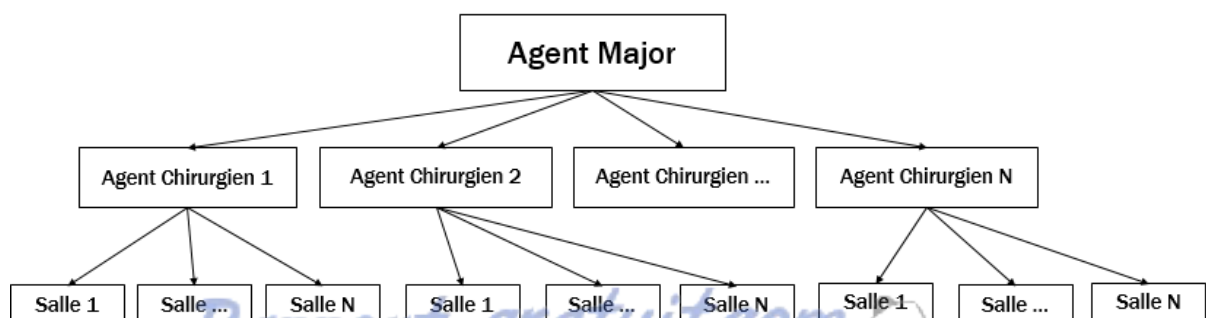 Agent Major
Agent Chirurgien 1
Agent Chirurgien 2
Agent Chirurgien ...
Agent Chirurgien N
Salle 1
Salle ...
Salle N
Salle 1
Salle ...
Salle N
Salle 1
Salle ...
Salle N